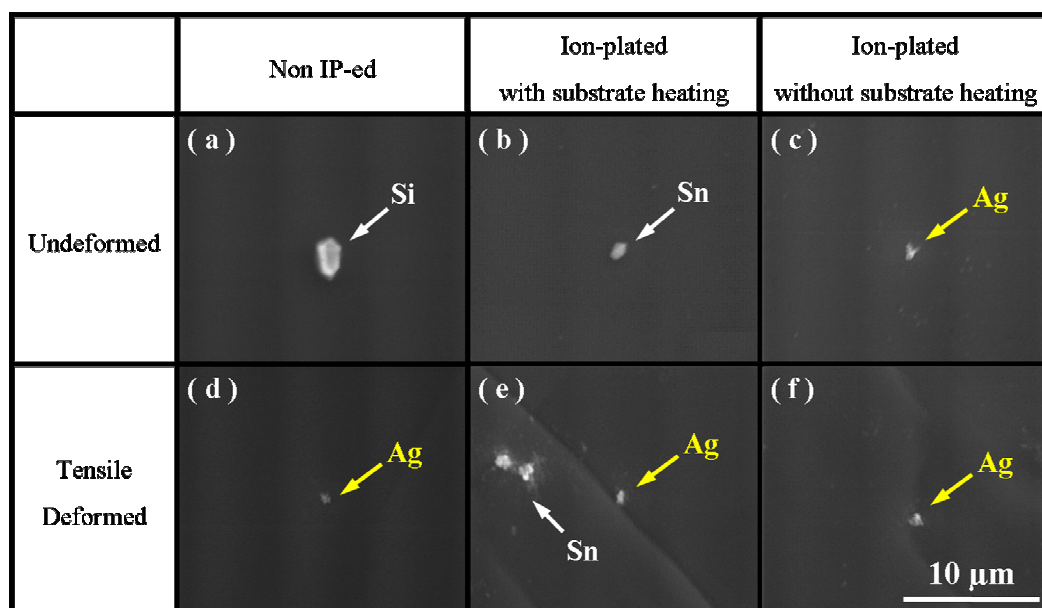 Non IP-ed
Ion-plated
with substrate heating
Ion-plated
without substrate heating
Undeformed
( a )
Si
( b )
Sn
( c )
Ag
Tensile
Deformed
( d )
Ag
( e )
Ag
Sn
( f )
Ag
10 µm